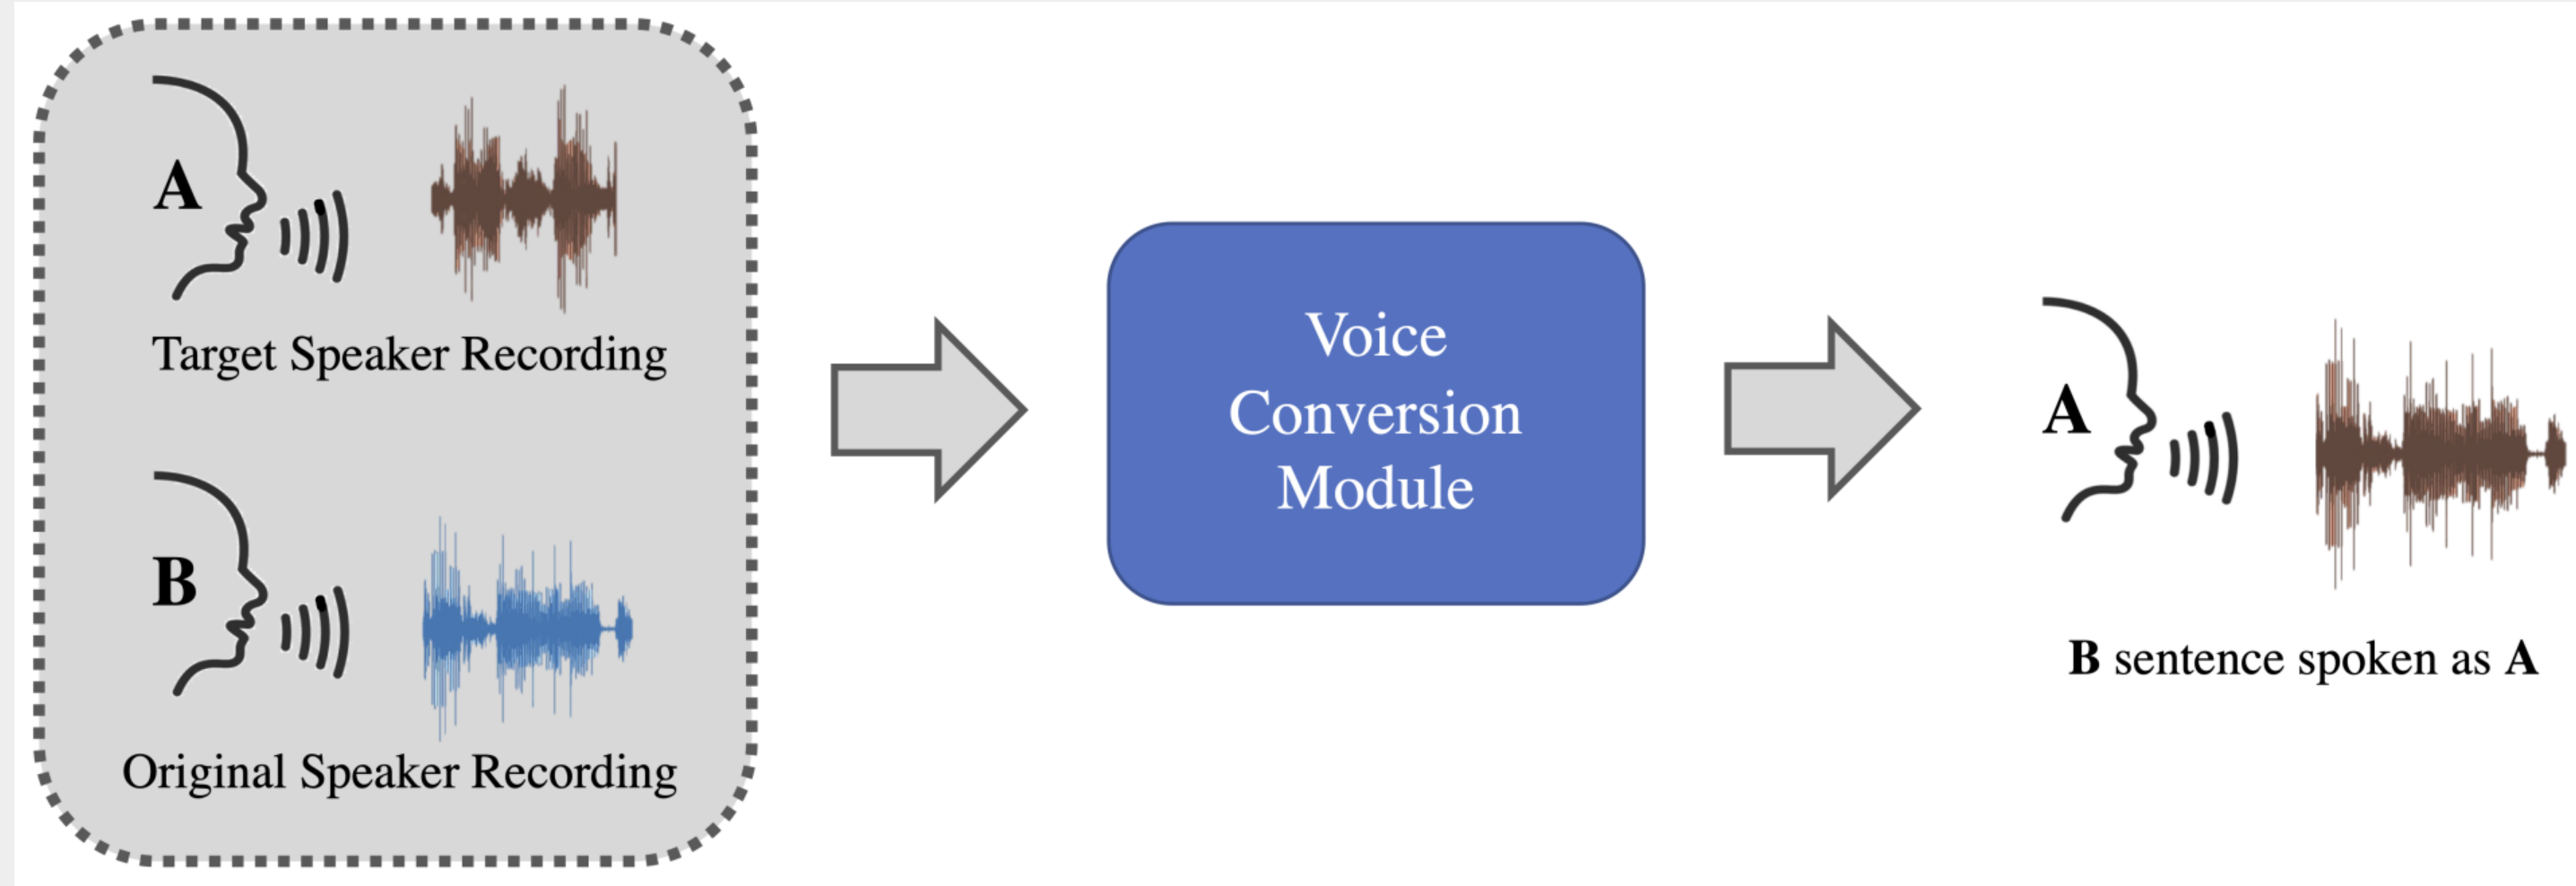 A
Target Speaker Recording
B
Original Speaker Recording
Voice
Conversion
Module
A
B sentence spoken as A